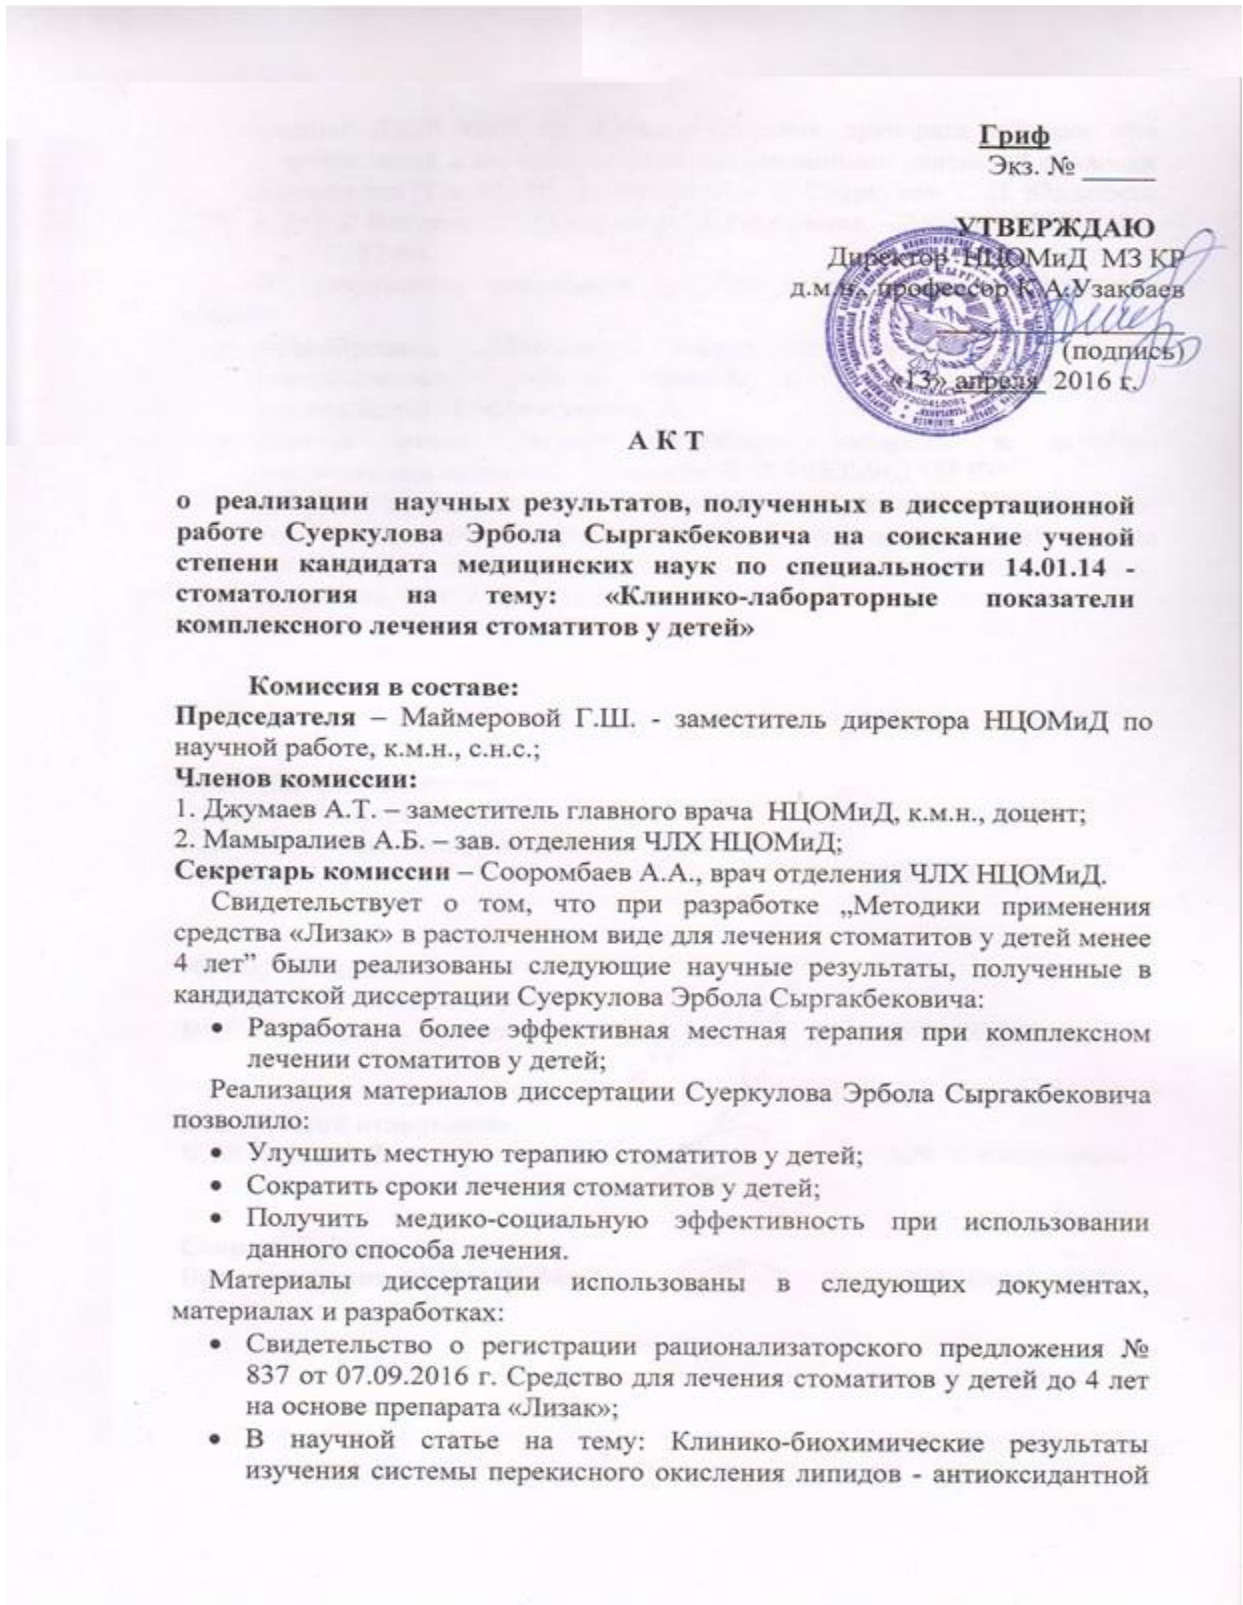 Гриф
Экз. № _____
УТВЕРЖДАЮ
Директор НЦОМиД МЗ КР
д.м.н., профессор К.А.Узакбаев
(подпись)
«13» апреля 2016 г.
А К Т
о реализации научных результатов, полученных в диссертационной
работе Суеркулова Эрбола Сыргакбековича на соискание ученой
степени кандидата медицинских наук по специальности 14.01.14 -
стоматология на тему: «Клинико-лабораторные показатели
комплексного лечения стоматитов у детей»
Комиссия в составе:
Председателя – Маймеровой Г.Ш. - заместитель директора НЦОМиД по
научной работе, к.м.н., с.н.с.;
Членов комиссии:
1. Джумаев А.Т. – заместитель главного врача НЦОМиД, к.м.н., доцент;
2. Мамыралиев А.Б. – зав. отделения ЧЛХ НЦОМиД;
Секретарь комиссии – Сооромбаев А.А., врач отделения ЧЛХ НЦОМиД.
Свидетельствует о том, что при разработке „Методики применения
средства «Лизак» в растолченном виде для лечения стоматитов у детей менее
4 лет” были реализованы следующие научные результаты, полученные в
кандидатской диссертации Суеркулова Эрбола Сыргакбековича:
• Разработана более эффективная местная терапия при комплексном
лечении стоматитов у детей;
Реализация материалов диссертации Суеркулова Эрбола Сыргакбековича
позволило:
• Улучшить местную терапию стоматитов у детей;
• Сократить сроки лечения стоматитов у детей;
• Получить медико-социальную эффективность при использовании
данного способа лечения.
Материалы диссертации использованы в следующих документах,
материалах и разработках:
• Свидетельство о регистрации рационализаторского предложения №
837 от 07.09.2016 г. Средство для лечения стоматитов у детей до 4 лет
на основе препарата «Лизак»;
• В научной статье на тему: Клинико-биохимические результаты
изучения системы перекисного окисления липидов - антиоксидантной